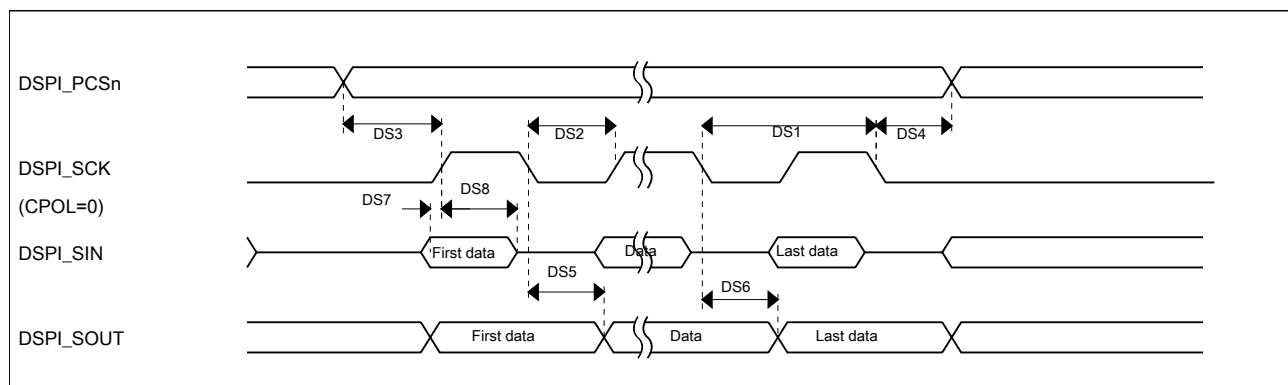 DSPI_PCSn
DS3
DS2
DS1
DS4
DSPI_SCK
(CPOL=0)
DS7
DS8
DSPI_SIN
First data
Data
Last data
DS5
DS6
DSPI_SOUT
First data
Data
Last data